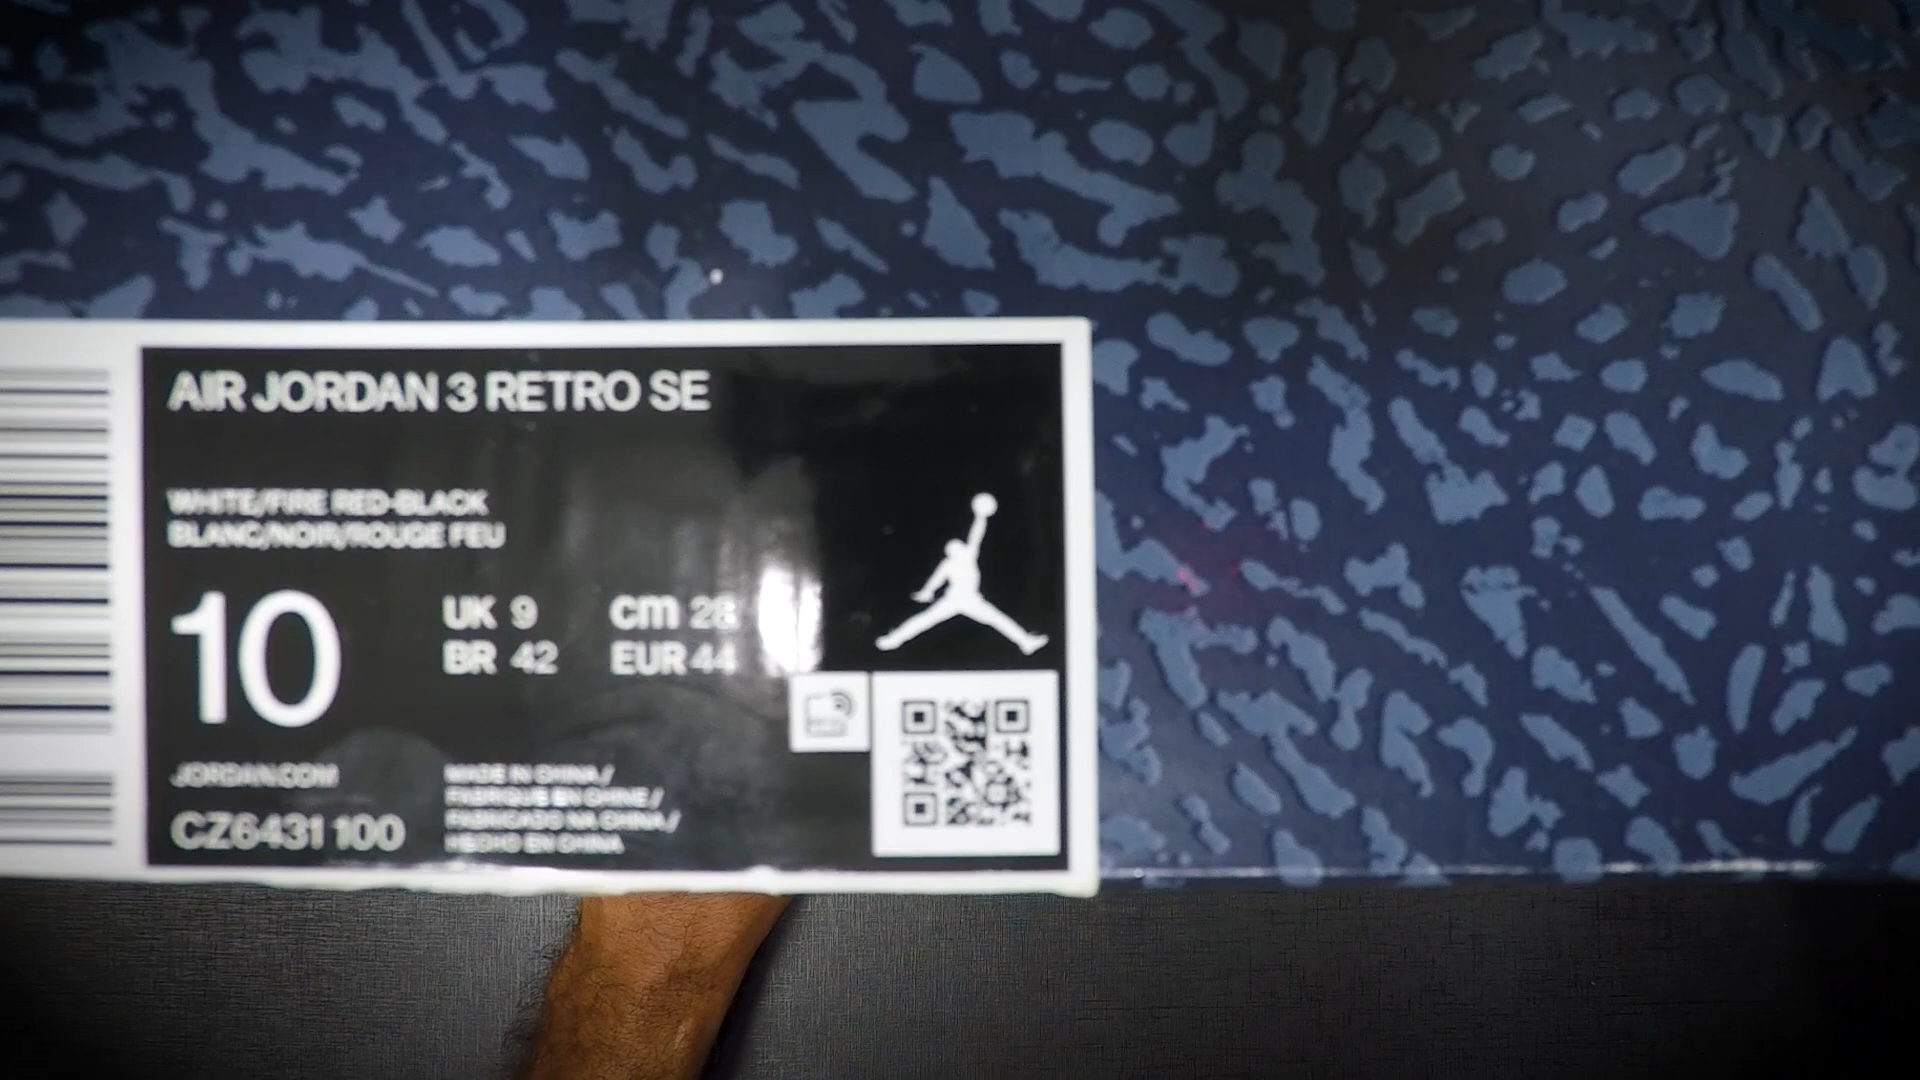 AIR JORDAN 3 RETRO SE
WHITE/FIRE RED-BLACK
BLANC/NOIR/ROUGE FEU
10
UK 9
cm 28
BR 42
EUR 44
JORDAN.COM
CZ6431 100
MADE IN CHINA /
FABRIQUE EN CHINE /
FABRICADO NA CHINA /
HECHO EN CHINA